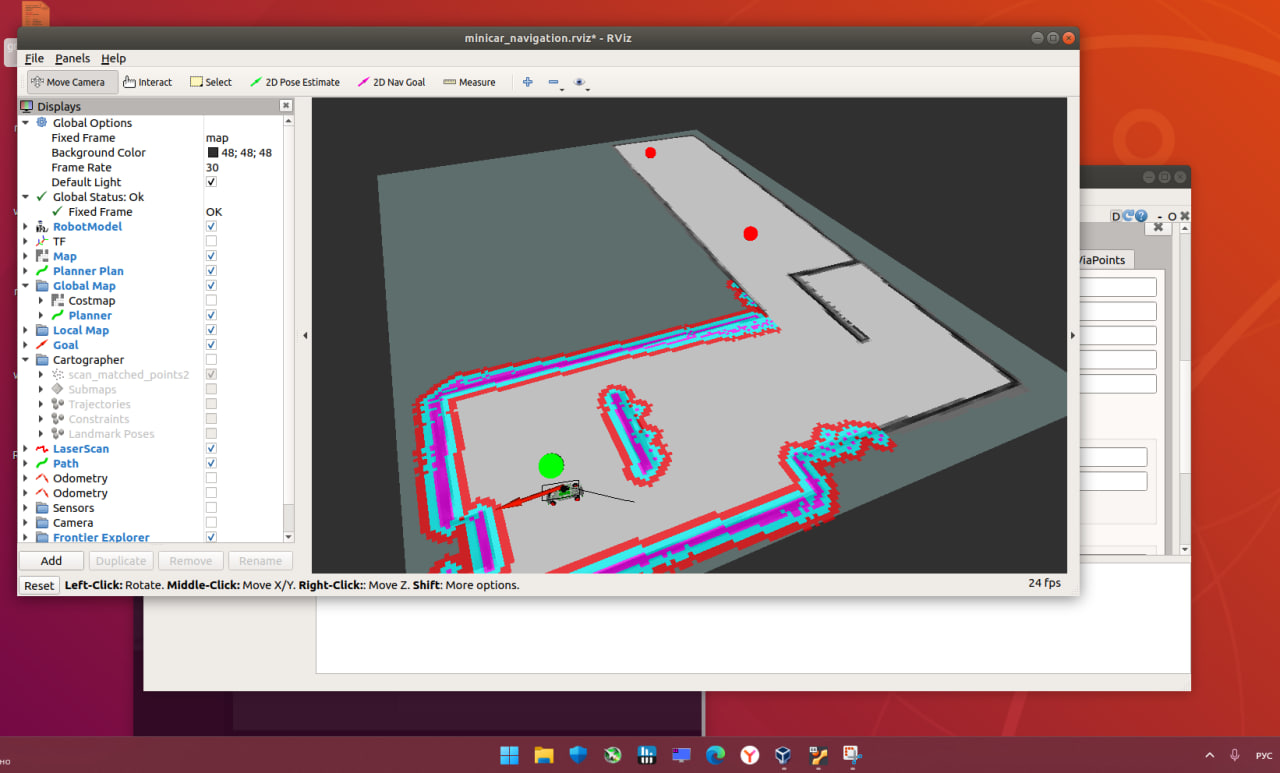 minicar_navigation.rviz* - RViz
File Panels Help
Move Camera Interact Select 2D Pose Estimate 2D Nav Goal Measure
Displays
Global Options
Fixed Frame map
Background Color 48; 48; 48
Frame Rate 30
Default Light
Global Status: Ok
Fixed Frame OK
RobotModel
TF
Map
Planner Plan
Global Map
Costmap
Planner
Local Map
Goal
Cartographer
scan_matched_points2
Submaps
Trajectories
Constraints
Landmark Poses
LaserScan
Path
Odometry
Odometry
Sensors
Camera
Frontier Explorer
Add Duplicate Remove Rename
Reset Left-Click: Rotate. Middle-Click: Move X/Y. Right-Click:: Move Z. Shift: More options. 24 fps
D - O
ViaPoints
но
РУС